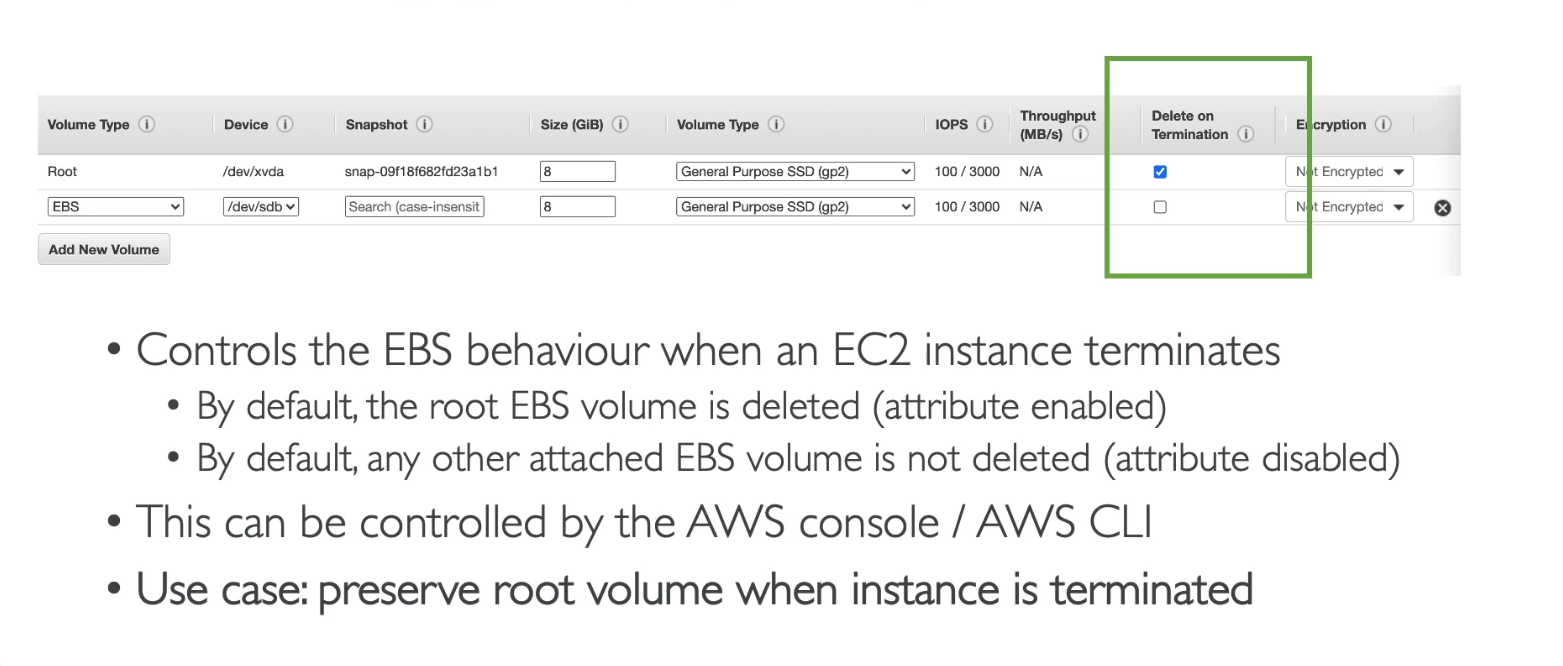 Volume Type Device Snapshot Size (GiB) Volume Type IOPS Throughput (MB/s) Delete on Termination Encryption
Root /dev/xvda snap-09f18f682fd23a1b1 8 General Purpose SSD (gp2) 100 / 3000 N/A Not Encrypted
EBS /dev/sdb Search (case-insensit 8 General Purpose SSD (gp2) 100 / 3000 N/A Not Encrypted
Add New Volume
• Controls the EBS behaviour when an EC2 instance terminates
• By default, the root EBS volume is deleted (attribute enabled)
• By default, any other attached EBS volume is not deleted (attribute disabled)
• This can be controlled by the AWS console / AWS CLI
• Use case: preserve root volume when instance is terminated